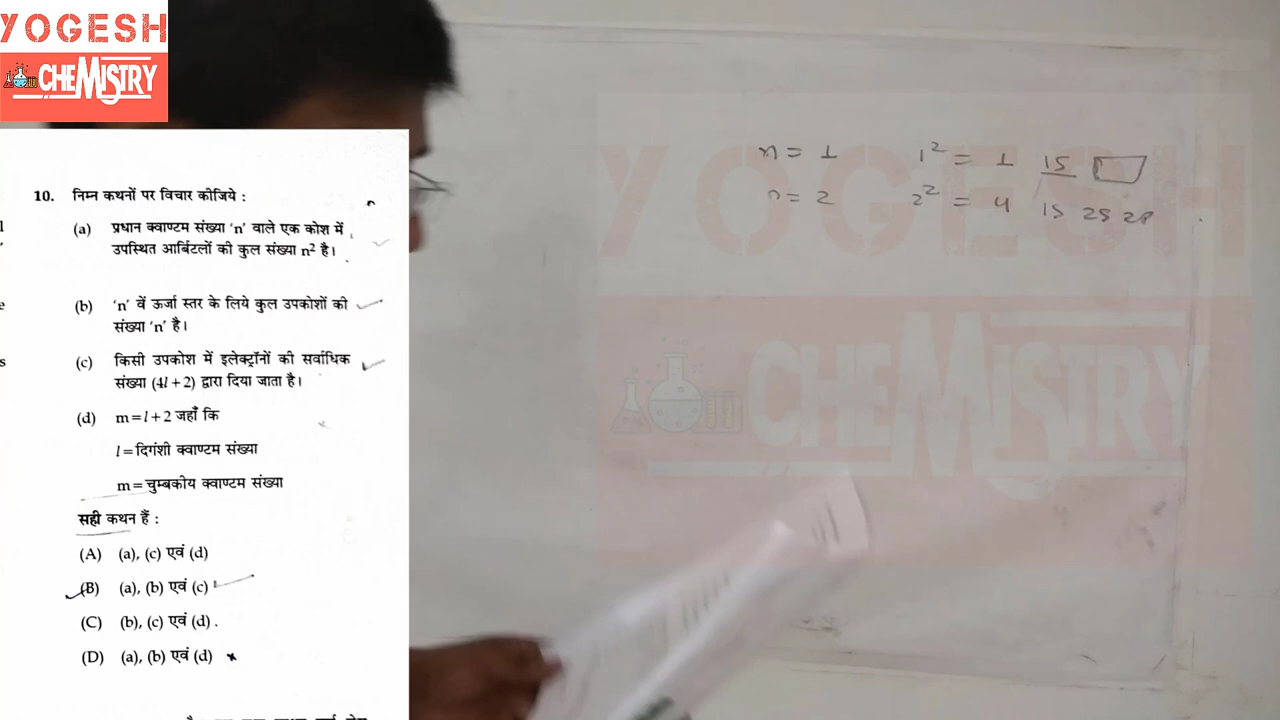 YOGESH
CHEMISTRY
10. निम्न कथनों पर विचार कीजिये :
(a) प्रधान क्वाण्टम संख्या ‘n’ वाले एक कोश में
उपस्थित आर्बिटलों की कुल संख्या n² है।
(b) ‘n’ वें ऊर्जा स्तर के लिये कुल उपकोशों की
संख्या ‘n’ है।
(c) किसी उपकोश में इलेक्ट्रॉनों की सर्वाधिक
संख्या (4l + 2) द्वारा दिया जाता है।
(d) m = l + 2 जहाँ कि
l = दिगंशी क्वाण्टम संख्या
m = चुम्बकीय क्वाण्टम संख्या
सही कथन हैं :
(A) (a), (c) एवं (d)
(B) (a), (b) एवं (c)
(C) (b), (c) एवं (d) .
(D) (a), (b) एवं (d)
n = 1 1² = 1 1S
n = 2 2² = 4 1S 2S 2P
YOGESH
CHEMISTRY